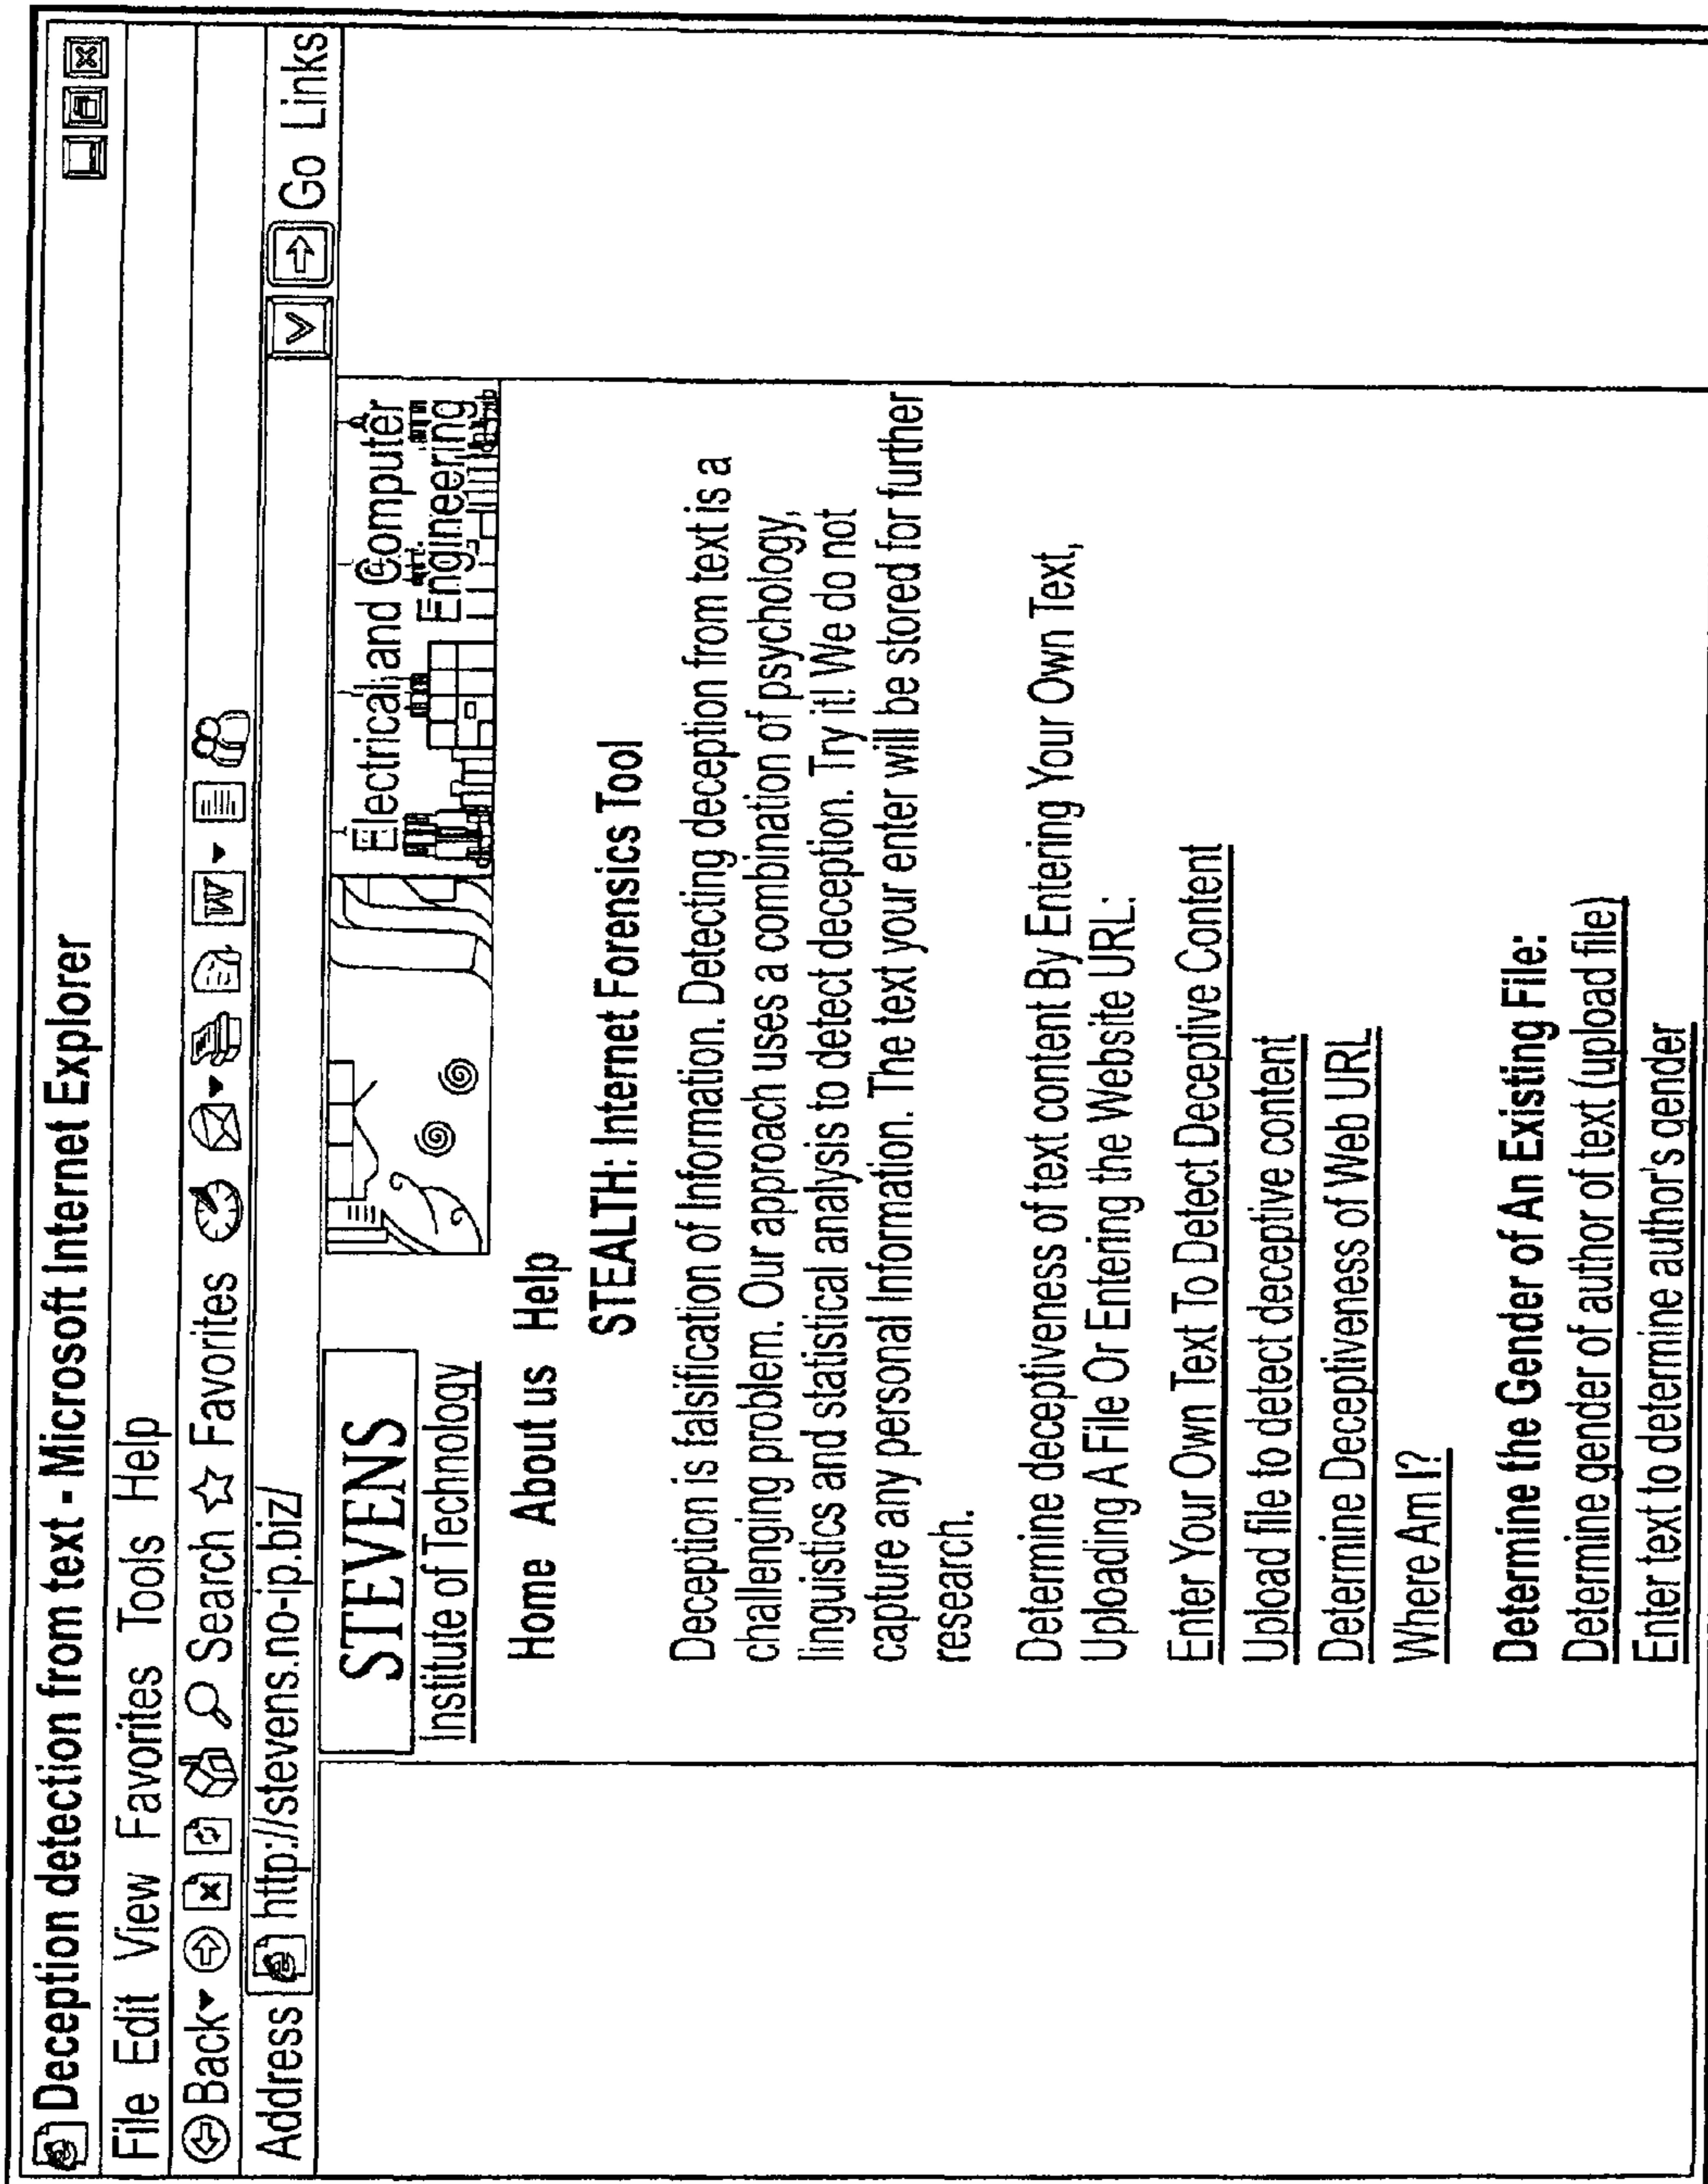 Deception detection from text - Microsoft Internet Explorer
File Edit View Favorites Tools Help
Back Search Favorites W
Address http://stevens.no-ip.biz/ Go Links
STEVENS
Institute of Technology
Electrical and Computer
Engineering
Home About us Help
STEALTH: Internet Forensics Tool
Deception is falsification of Information. Detecting deception from text is a
challenging problem. Our approach uses a combination of psychology,
linguistics and statistical analysis to detect deception. Try it! We do not
capture any personal Information. The text your enter will be stored for further
research.
Determine deceptiveness of text content By Entering Your Own Text,
Uploading A File Or Entering the Website URL:
Enter Your Own Text To Detect Deceptive Content
Upload file to detect deceptive content
Determine Deceptiveness of Web URL
Where Am I?
Determine the Gender of An Existing File:
Determine gender of author of text (upload file)
Enter text to determine author's gender